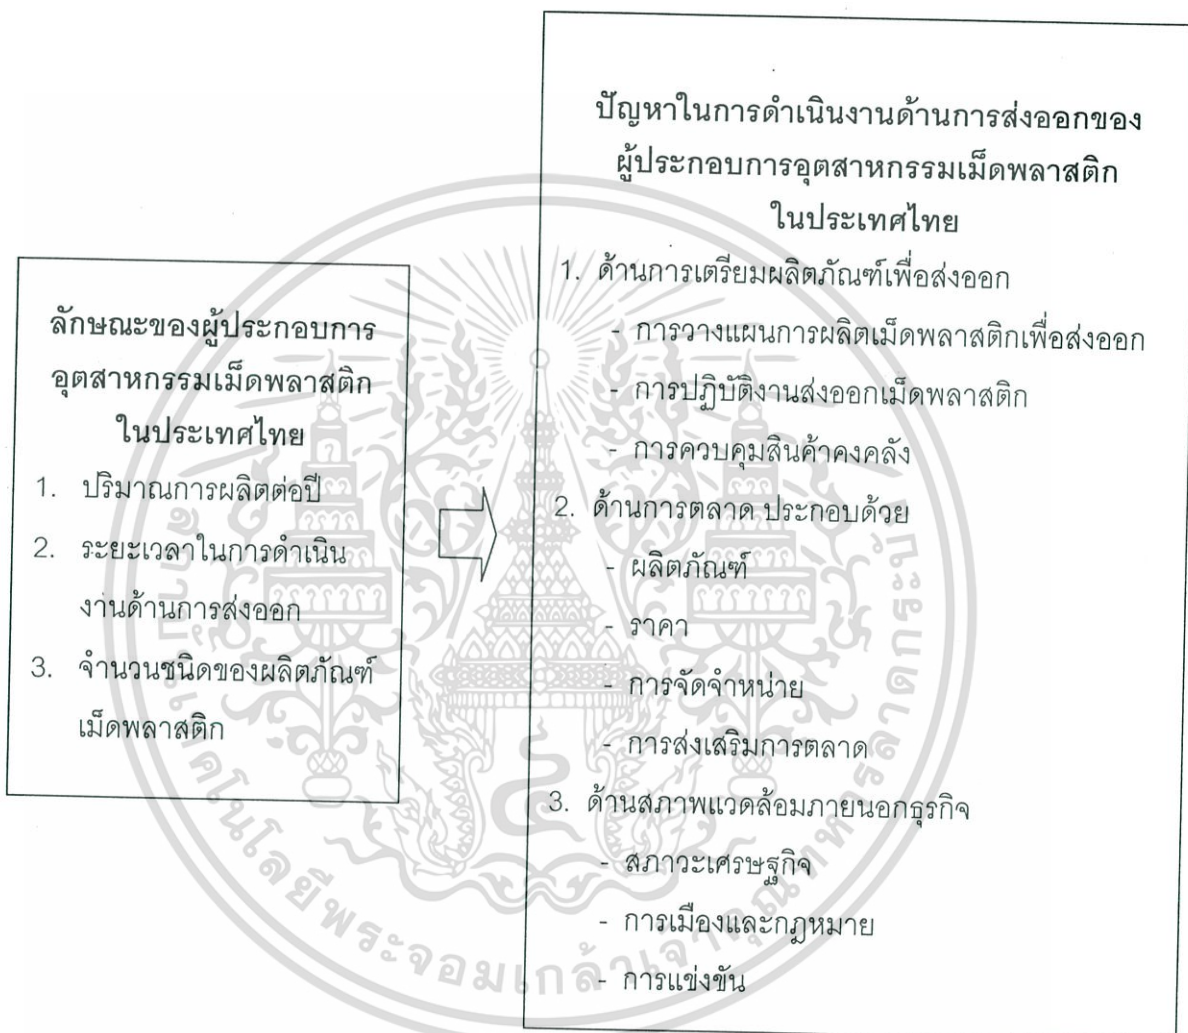 ลักษณะของผู้ประกอบการ
อุตสาหกรรมเม็ดพลาสติก
ในประเทศไทย
1. ปริมาณการผลิตต่อปี
2. ระยะเวลาในการดำเนิน
งานด้านการส่งออก
3. จำนวนชนิดของผลิตภัณฑ์
เม็ดพลาสติก
ปัญหาในการดำเนินงานด้านการส่งออกของ
ผู้ประกอบการอุตสาหกรรมเม็ดพลาสติก
ในประเทศไทย
1. ด้านการเตรียมผลิตภัณฑ์เพื่อส่งออก
- การวางแผนการผลิตเม็ดพลาสติกเพื่อส่งออก
- การปฏิบัติงานส่งออกเม็ดพลาสติก
- การควบคุมสินค้าคงคลัง
2. ด้านการตลาด ประกอบด้วย
- ผลิตภัณฑ์
- ราคา
- การจัดจำหน่าย
- การส่งเสริมการตลาด
3. ด้านสภาพแวดล้อมภายนอกธุรกิจ
- สภาวะเศรษฐกิจ
- การเมืองและกฎหมาย
- การแข่งขัน